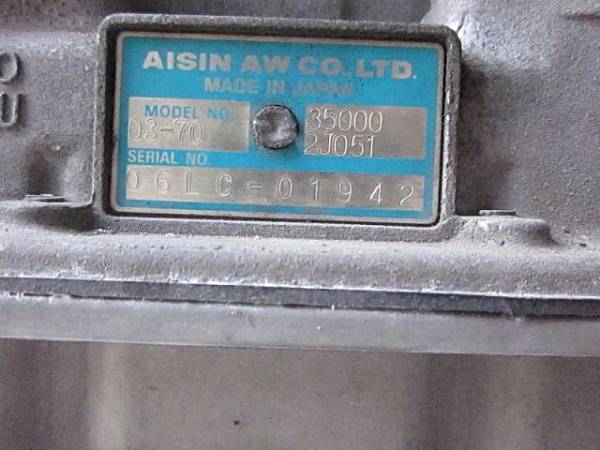 AISIN AW CO., LTD.
MADE IN JAPAN
MODEL NO. 35000
03-70 2J051
SERIAL NO
06LC-01942
O
U